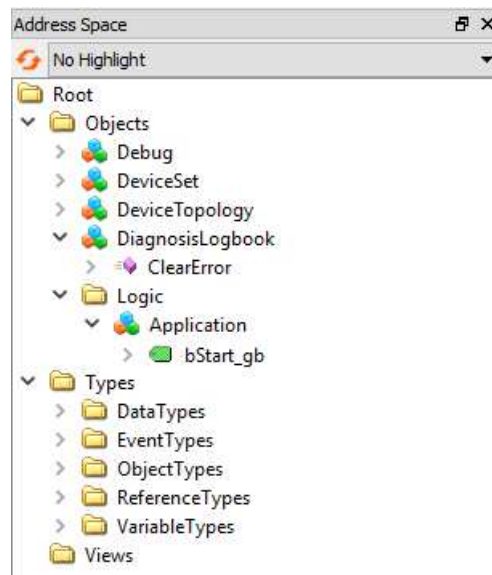 Address Space
No Highlight
Root
Objects
Debug
DeviceSet
DeviceTopology
DiagnosisLogbook
ClearError
Logic
Application
bStart_gb
Types
DataTypes
EventTypes
ObjectTypes
ReferenceTypes
VariableTypes
Views